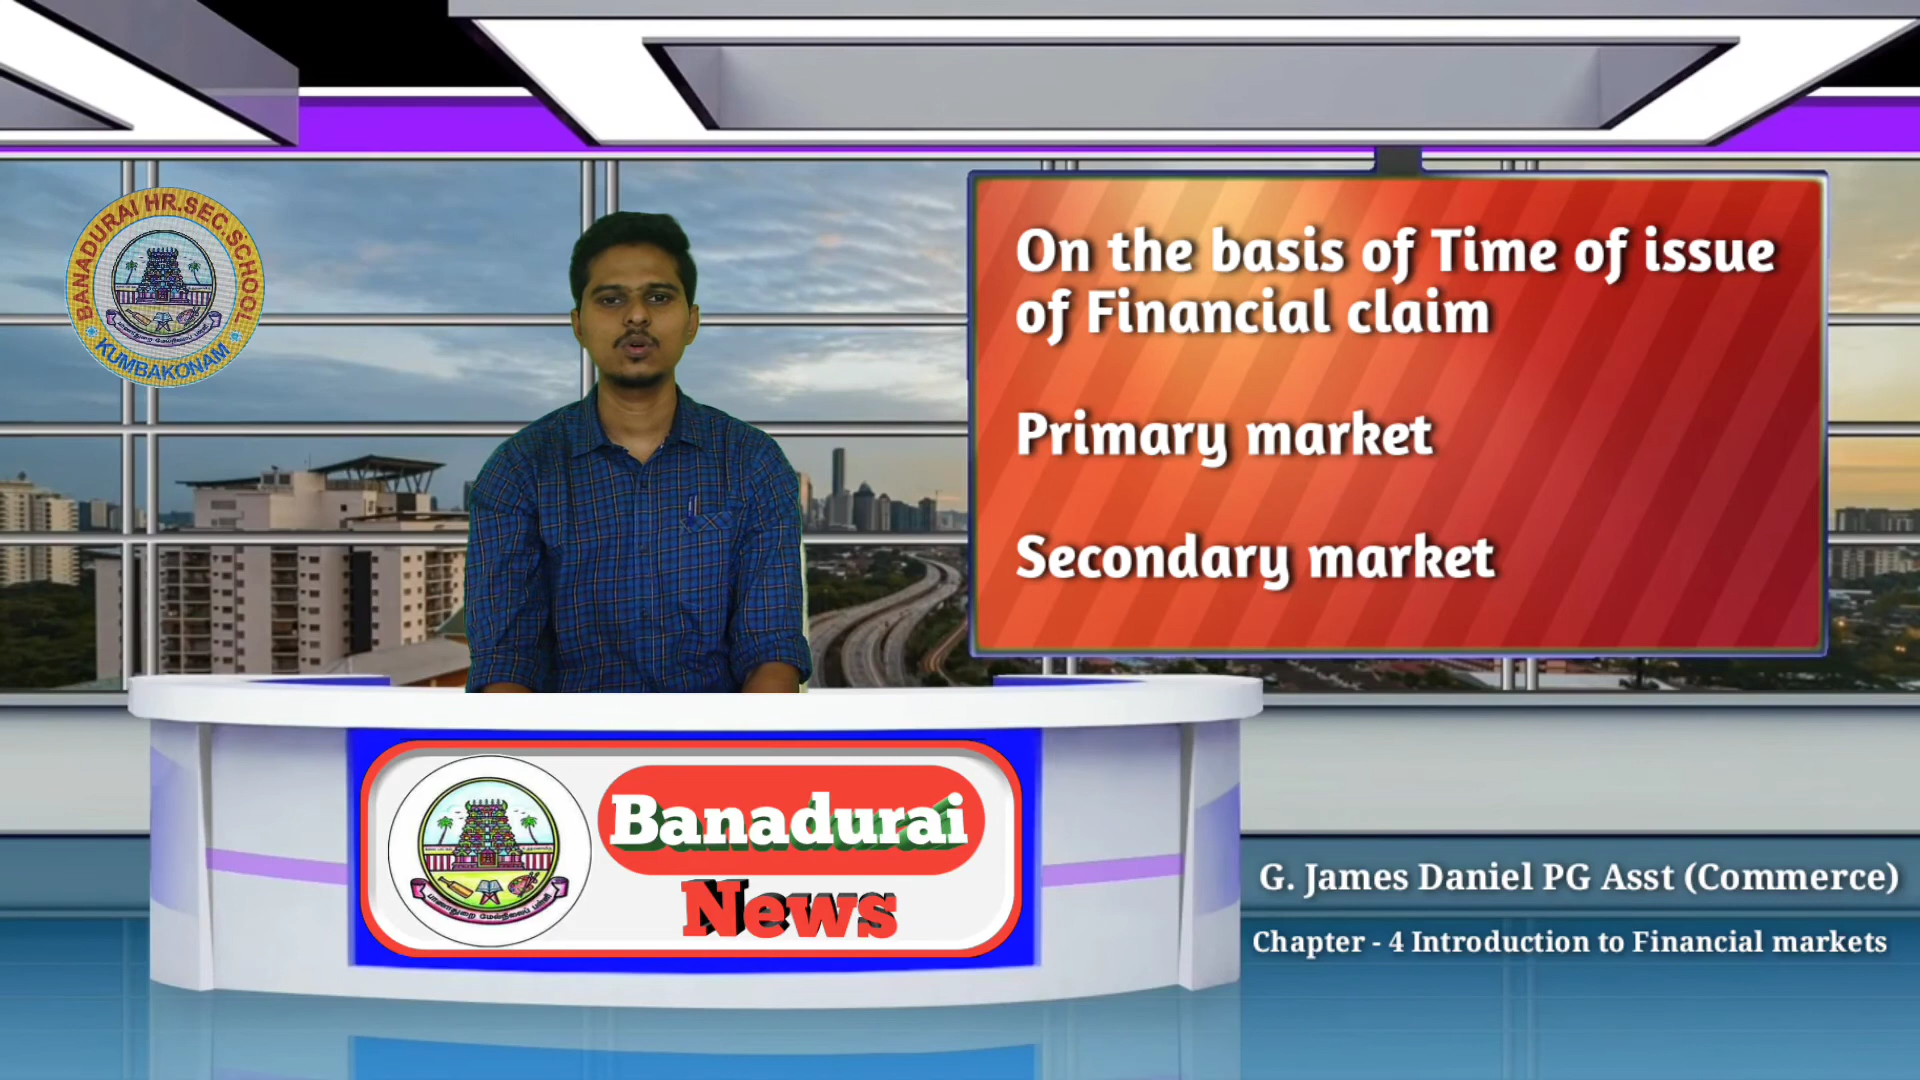 BANADURAI HR.SEC.SCHOOL
KUMBAKONAM
On the basis of Time of issue
of Financial claim
Primary market
Secondary market
பாணாதுறை மேல்நிலைப் பள்ளி
Banadurai
News
G. James Daniel PG Asst (Commerce)
Chapter - 4 Introduction to Financial markets